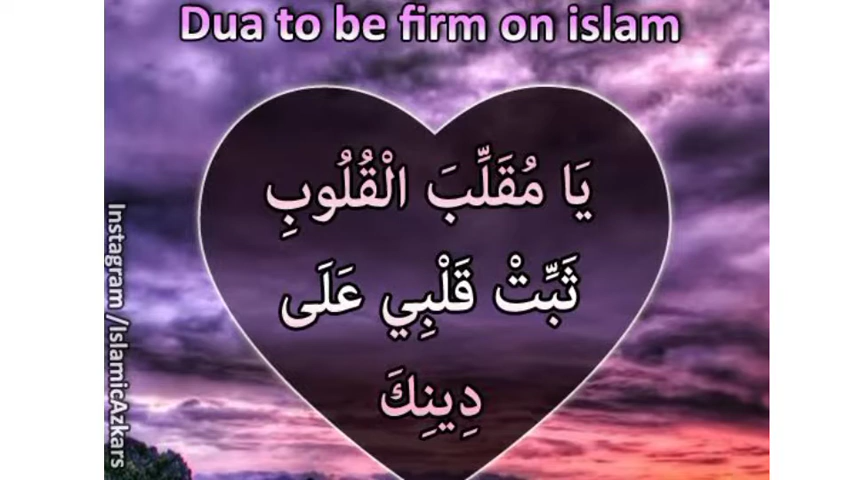 Dua to be firm on islam
يَا مُقَلِّبَ الْقُلُوبِ
ثَبِّتْ قَلْبِي عَلَى
دِينِكَ
Instagram /IslamicAzkars